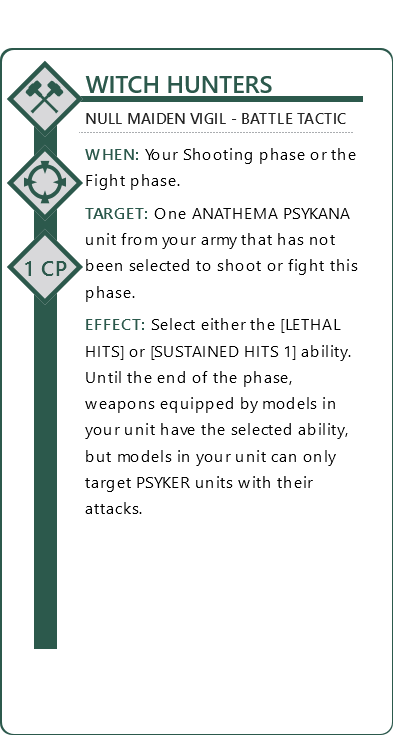 WITCH HUNTERS
NULL MAIDEN VIGIL - BATTLE TACTIC
WHEN: Your Shooting phase or the
Fight phase.
TARGET: One ANATHEMA PSYKANA
unit from your army that has not
been selected to shoot or fight this
phase.
1 CP
EFFECT: Select either the [LETHAL
HITS] or [SUSTAINED HITS 1] ability.
Until the end of the phase,
weapons equipped by models in
your unit have the selected ability,
but models in your unit can only
target PSYKER units with their
attacks.